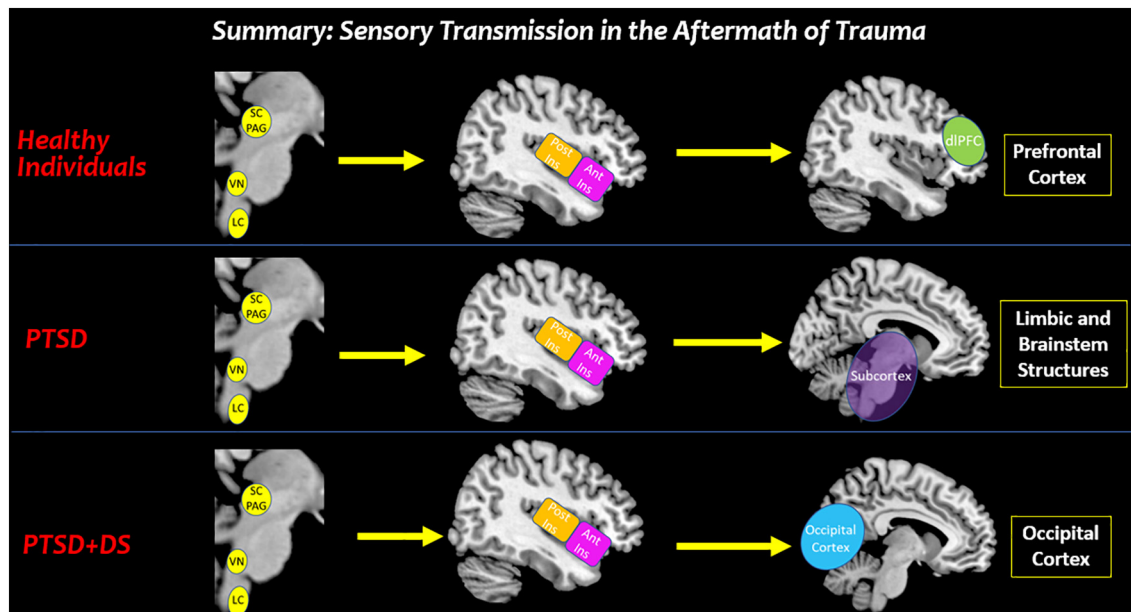 Summary: Sensory Transmission in the Aftermath of Trauma
Healthy
Individuals
SC
PAG
VN
LC
Post
Ins
Ant
Ins
dlPFC
Prefrontal
Cortex
PTSD
SC
PAG
VN
LC
Post
Ins
Ant
Ins
Subcortex
Limbic and
Brainstem
Structures
PTSD+DS
SC
PAG
VN
LC
Post
Ins
Ant
Ins
Occipital
Cortex
Occipital
Cortex